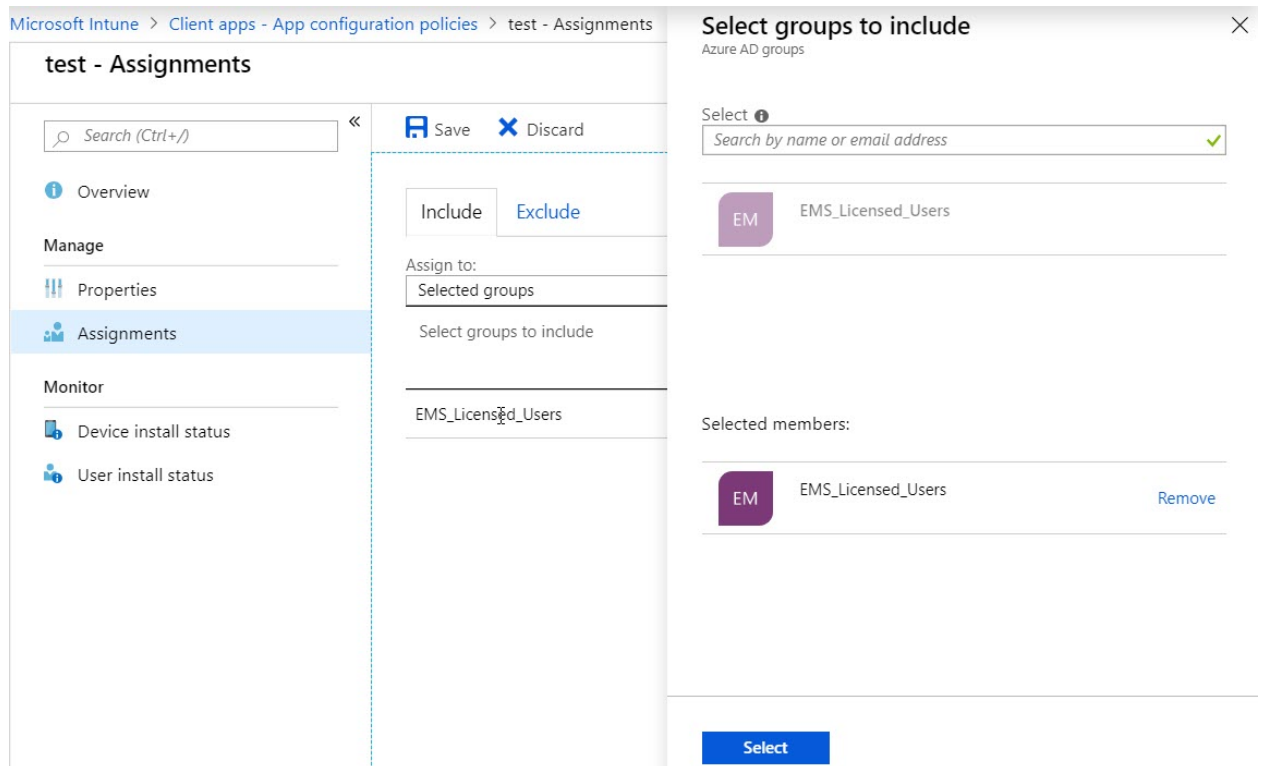 Microsoft Intune > Client apps - App configuration policies > test - Assignments
test - Assignments
«
Search (Ctrl+/)
Overview
Manage
Properties
Assignments
Monitor
Device install status
User install status
Save
Discard
Include
Exclude
Assign to:
Selected groups
Select groups to include
EMS_Licensed_Users
Select groups to include
Azure AD groups
Select
Search by name or email address
EM
EMS_Licensed_Users
Selected members:
EM
EMS_Licensed_Users
Remove
Select